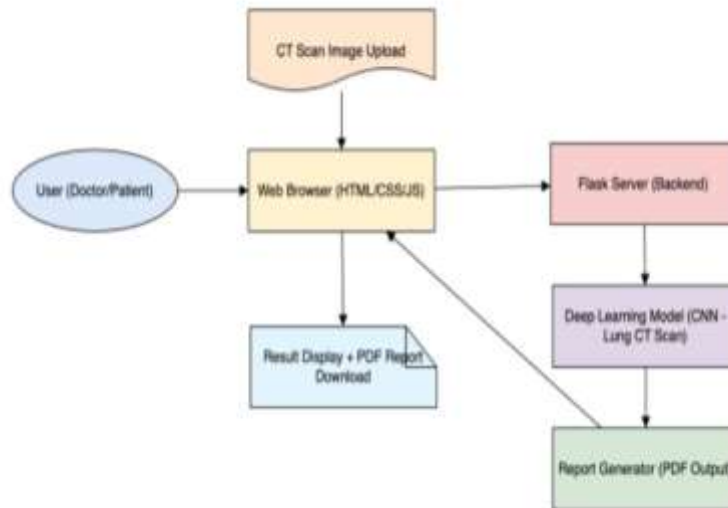 CT Scan Image Upload
User (Doctor/Patient)
Web Browser (HTML/CSS/JS)
Flask Server (Backend)
Deep Learning Model (CNN -
Lung CT Scan)
Result Display + PDF Report
Download
Report Generator (PDF Output